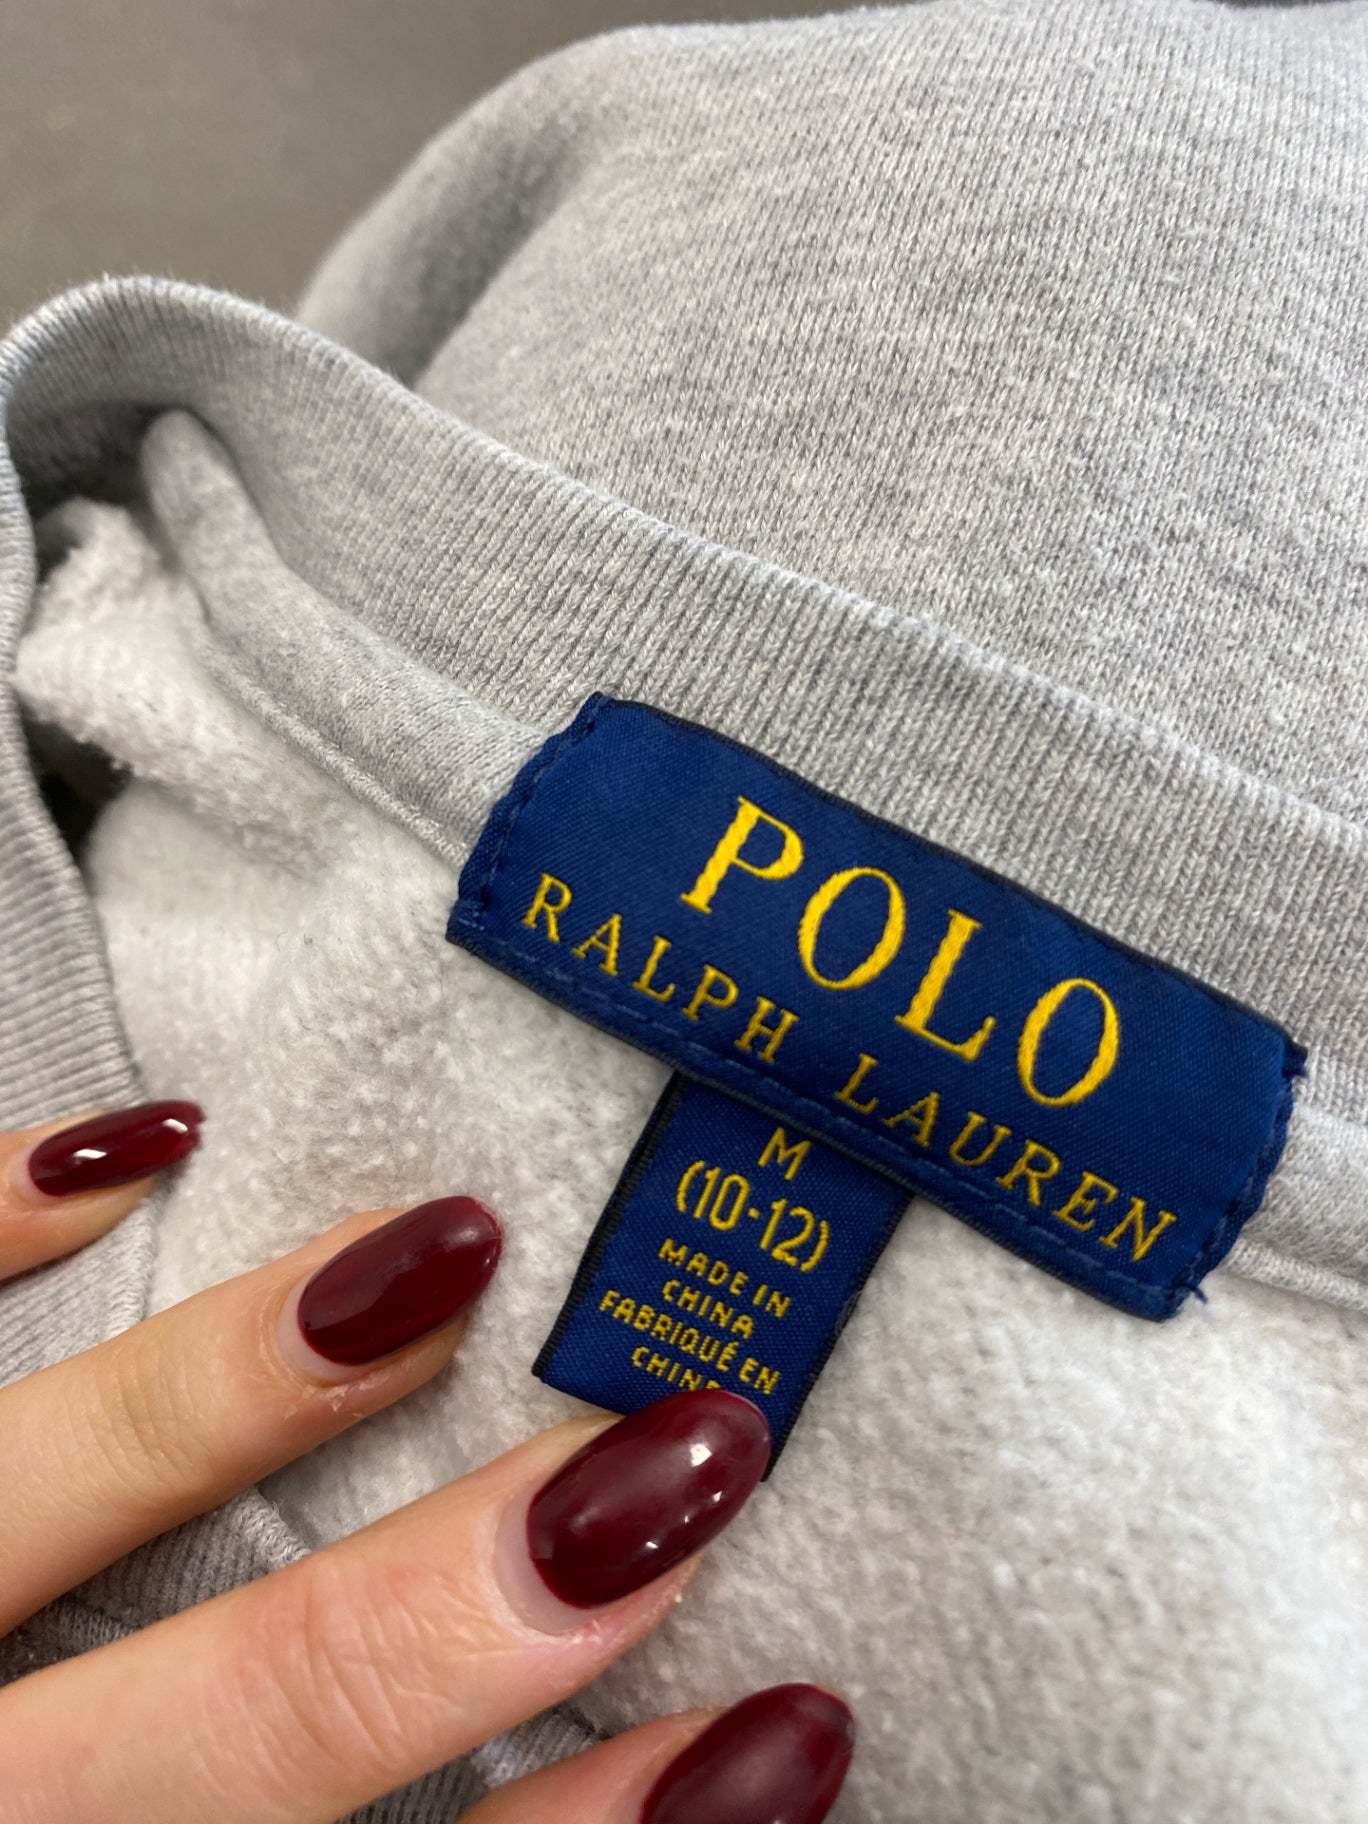 POLO
RALPH LAUREN
M
(10-12)
MADE IN
CHINA
FABRIQUÉ EN